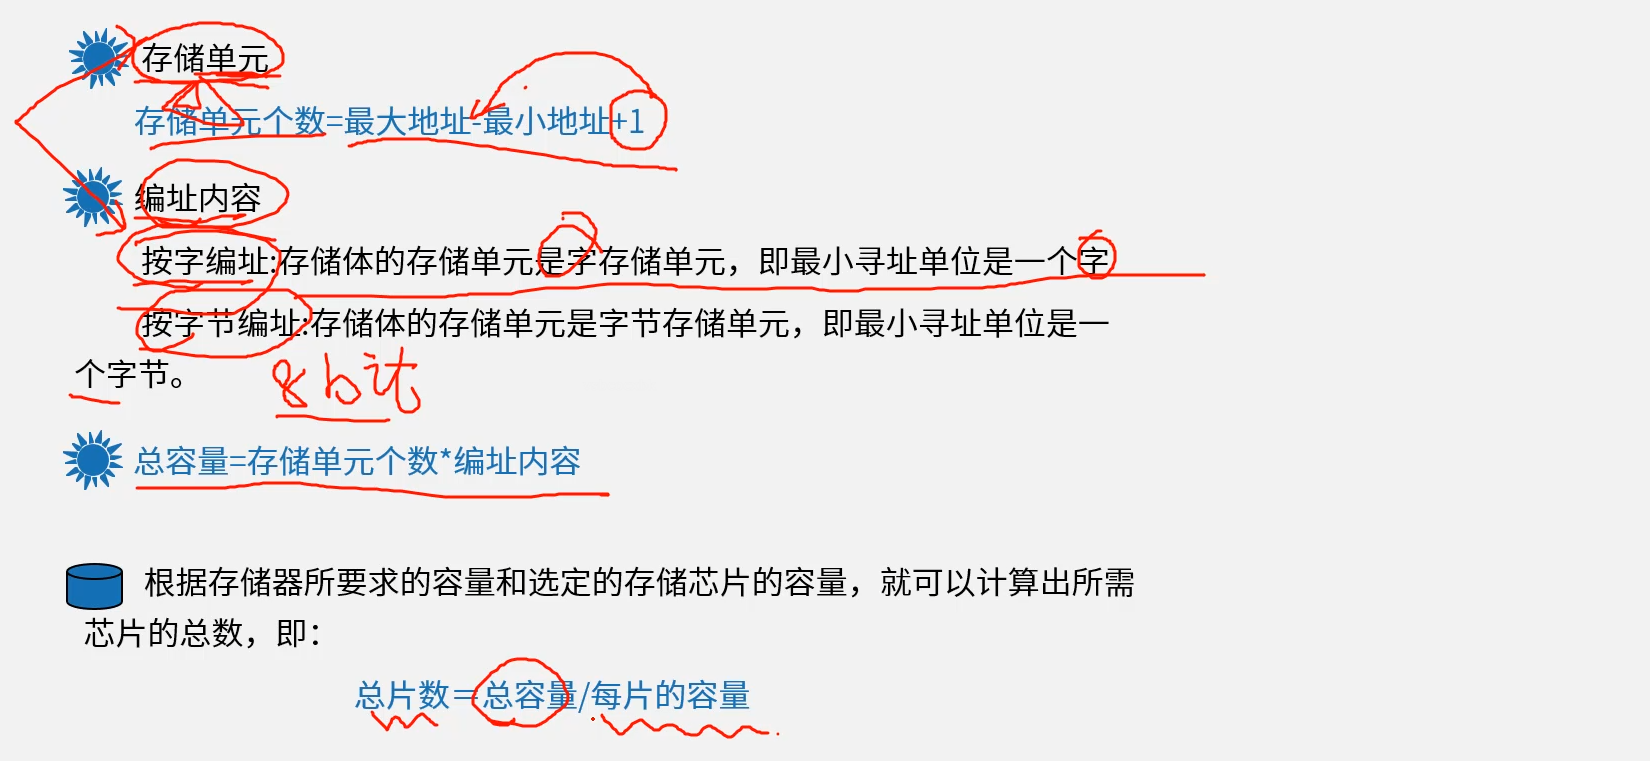 存储单元
存储单元个数=最大地址-最小地址+1
编址内容
按字编址:存储体的存储单元是字存储单元，即最小寻址单位是一个字
按字节编址:存储体的存储单元是字节存储单元，即最小寻址单位是一
个字节。
8 bit
总容量=存储单元个数*编址内容
根据存储器所要求的容量和选定的存储芯片的容量，就可以计算出所需
芯片的总数，即：
总片数＝总容量/每片的容量